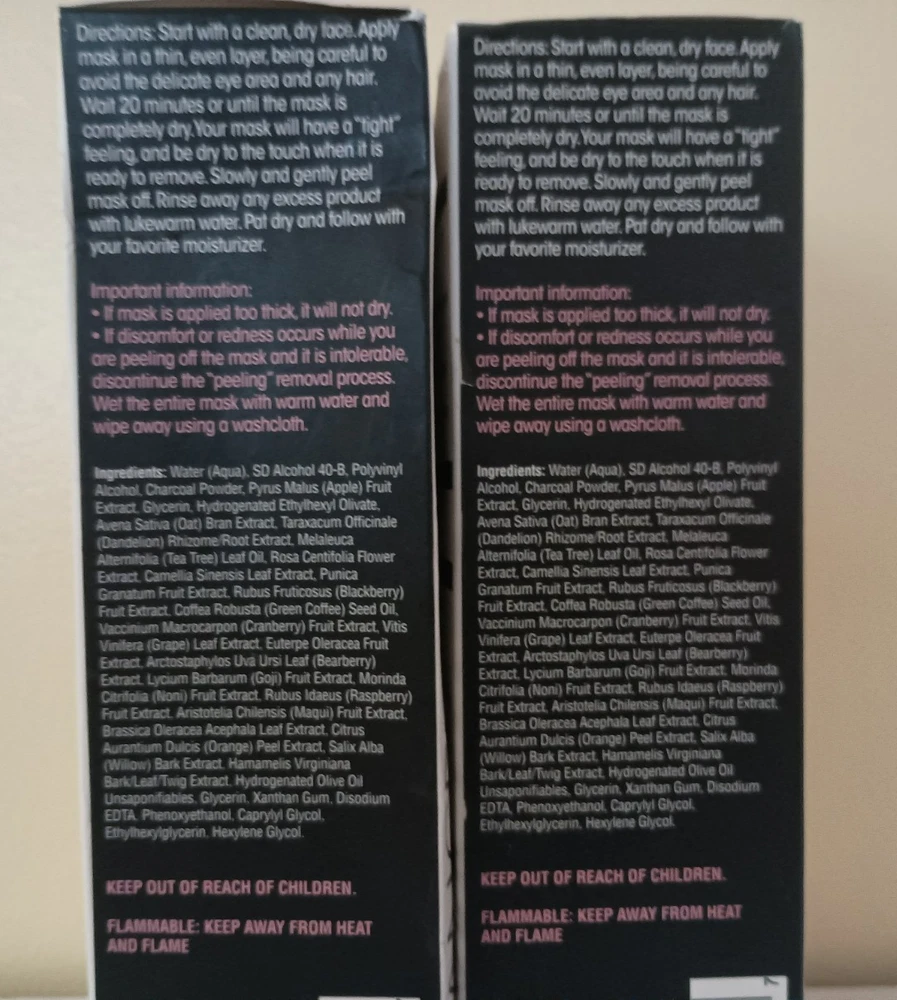 Directions: Start with a clean, dry face. Apply
mask in a thin, even layer, being careful to
avoid the delicate eye area and any hair.
Wait 20 minutes or until the mask is
completely dry. Your mask will have a "tight"
feeling, and be dry to the touch when it is
ready to remove. Slowly and gently peel
mask off. Rinse away any excess product
with lukewarm water. Pat dry and follow with
your favorite moisturizer.
Important information:
• If mask is applied too thick, it will not dry.
• If discomfort or redness occurs while you
are peeling off the mask and it is intolerable,
discontinue the "peeling" removal process.
Wet the entire mask with warm water and
wipe away using a washcloth.
Ingredients: Water (Aqua), SD Alcohol 40-B, Polyvinyl
Alcohol, Charcoal Powder, Pyrus Malus (Apple) Fruit
Extract, Glycerin, Hydrogenated Ethylhexyl Olivate,
Avena Sativa (Oat) Bran Extract, Taraxacum Officinale
(Dandelion) Rhizome/Root Extract, Melaleuca
Alternifolia (Tea Tree) Leaf Oil, Rosa Centifolia Flower
Extract, Camellia Sinensis Leaf Extract, Punica
Granatum Fruit Extract, Rubus Fruticosus (Blackberry)
Fruit Extract, Coffea Robusta (Green Coffee) Seed Oil,
Vaccinium Macrocarpon (Cranberry) Fruit Extract, Vitis
Vinifera (Grape) Leaf Extract, Euterpe Oleracea Fruit
Extract, Arctostaphylos Uva Ursi Leaf (Bearberry)
Extract, Lycium Barbarum (Goji) Fruit Extract, Morinda
Citrifolia (Noni) Fruit Extract, Rubus Idaeus (Raspberry)
Fruit Extract, Aristotelia Chilensis (Maqui) Fruit Extract,
Brassica Oleracea Acephala Leaf Extract, Citrus
Aurantium Dulcis (Orange) Peel Extract, Salix Alba
(Willow) Bark Extract, Hamamelis Virginiana
Bark/Leaf/Twig Extract, Hydrogenated Olive Oil
Unsaponifiables, Glycerin, Xanthan Gum, Disodium
EDTA, Phenoxyethanol, Caprylyl Glycol,
Ethylhexylglycerin, Hexylene Glycol.
KEEP OUT OF REACH OF CHILDREN.
FLAMMABLE: KEEP AWAY FROM HEAT
AND FLAME
Directions: Start with a clean, dry face. Apply
mask in a thin, even layer, being careful to
avoid the delicate eye area and any hair.
Wait 20 minutes or until the mask is
completely dry. Your mask will have a "tight"
feeling, and be dry to the touch when it is
ready to remove. Slowly and gently peel
mask off. Rinse away any excess product
with lukewarm water. Pat dry and follow with
your favorite moisturizer.
Important information:
• If mask is applied too thick, it will not dry.
• If discomfort or redness occurs while you
are peeling off the mask and it is intolerable,
discontinue the "peeling" removal process.
Wet the entire mask with warm water and
wipe away using a washcloth.
Ingredients: Water (Aqua), SD Alcohol 40-B, Polyvinyl
Alcohol, Charcoal Powder, Pyrus Malus (Apple) Fruit
Extract, Glycerin, Hydrogenated Ethylhexyl Olivate,
Avena Sativa (Oat) Bran Extract, Taraxacum Officinale
(Dandelion) Rhizome/Root Extract, Melaleuca
Alternifolia (Tea Tree) Leaf Oil, Rosa Centifolia Flower
Extract, Camellia Sinensis Leaf Extract, Punica
Granatum Fruit Extract, Rubus Fruticosus (Blackberry)
Fruit Extract, Coffea Robusta (Green Coffee) Seed Oil,
Vaccinium Macrocarpon (Cranberry) Fruit Extract, Vitis
Vinifera (Grape) Leaf Extract, Euterpe Oleracea Fruit
Extract, Arctostaphylos Uva Ursi Leaf (Bearberry)
Extract, Lycium Barbarum (Goji) Fruit Extract, Morinda
Citrifolia (Noni) Fruit Extract, Rubus Idaeus (Raspberry)
Fruit Extract, Aristotelia Chilensis (Maqui) Fruit Extract,
Brassica Oleracea Acephala Leaf Extract, Citrus
Aurantium Dulcis (Orange) Peel Extract, Salix Alba
(Willow) Bark Extract, Hamamelis Virginiana
Bark/Leaf/Twig Extract, Hydrogenated Olive Oil
Unsaponifiables, Glycerin, Xanthan Gum, Disodium
EDTA, Phenoxyethanol, Caprylyl Glycol,
Ethylhexylglycerin, Hexylene Glycol.
KEEP OUT OF REACH OF CHILDREN.
FLAMMABLE: KEEP AWAY FROM HEAT
AND FLAME